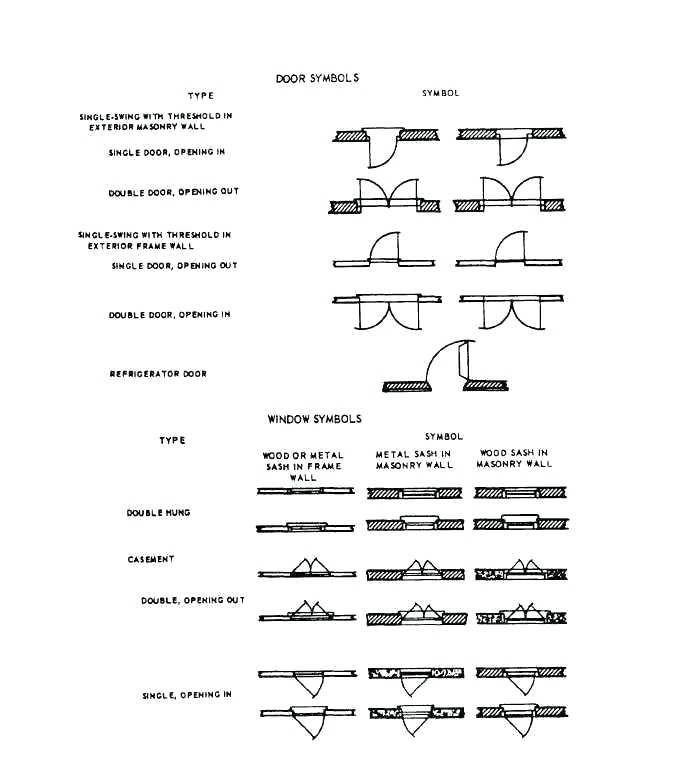 DOOR SYMBOLS
TYPE
SYMBOL
SINGLE-SWING WITH THRESHOLD IN
EXTERIOR MASONRY WALL
SINGLE DOOR, OPENING IN
DOUBLE DOOR, OPENING OUT
SINGLE-SWING WITH THRESHOLD IN
EXTERIOR FRAME WALL
SINGLE DOOR, OPENING OUT
DOUBLE DOOR, OPENING IN
REFRIGERATOR DOOR
WINDOW SYMBOLS
TYPE
SYMBOL
WOOD OR METAL
SASH IN FRAME
WALL
METAL SASH IN
MASONRY WALL
WOOD SASH IN
MASONRY WALL
DOUBLE HUNG
CASEMENT
DOUBLE, OPENING OUT
SINGLE, OPENING IN